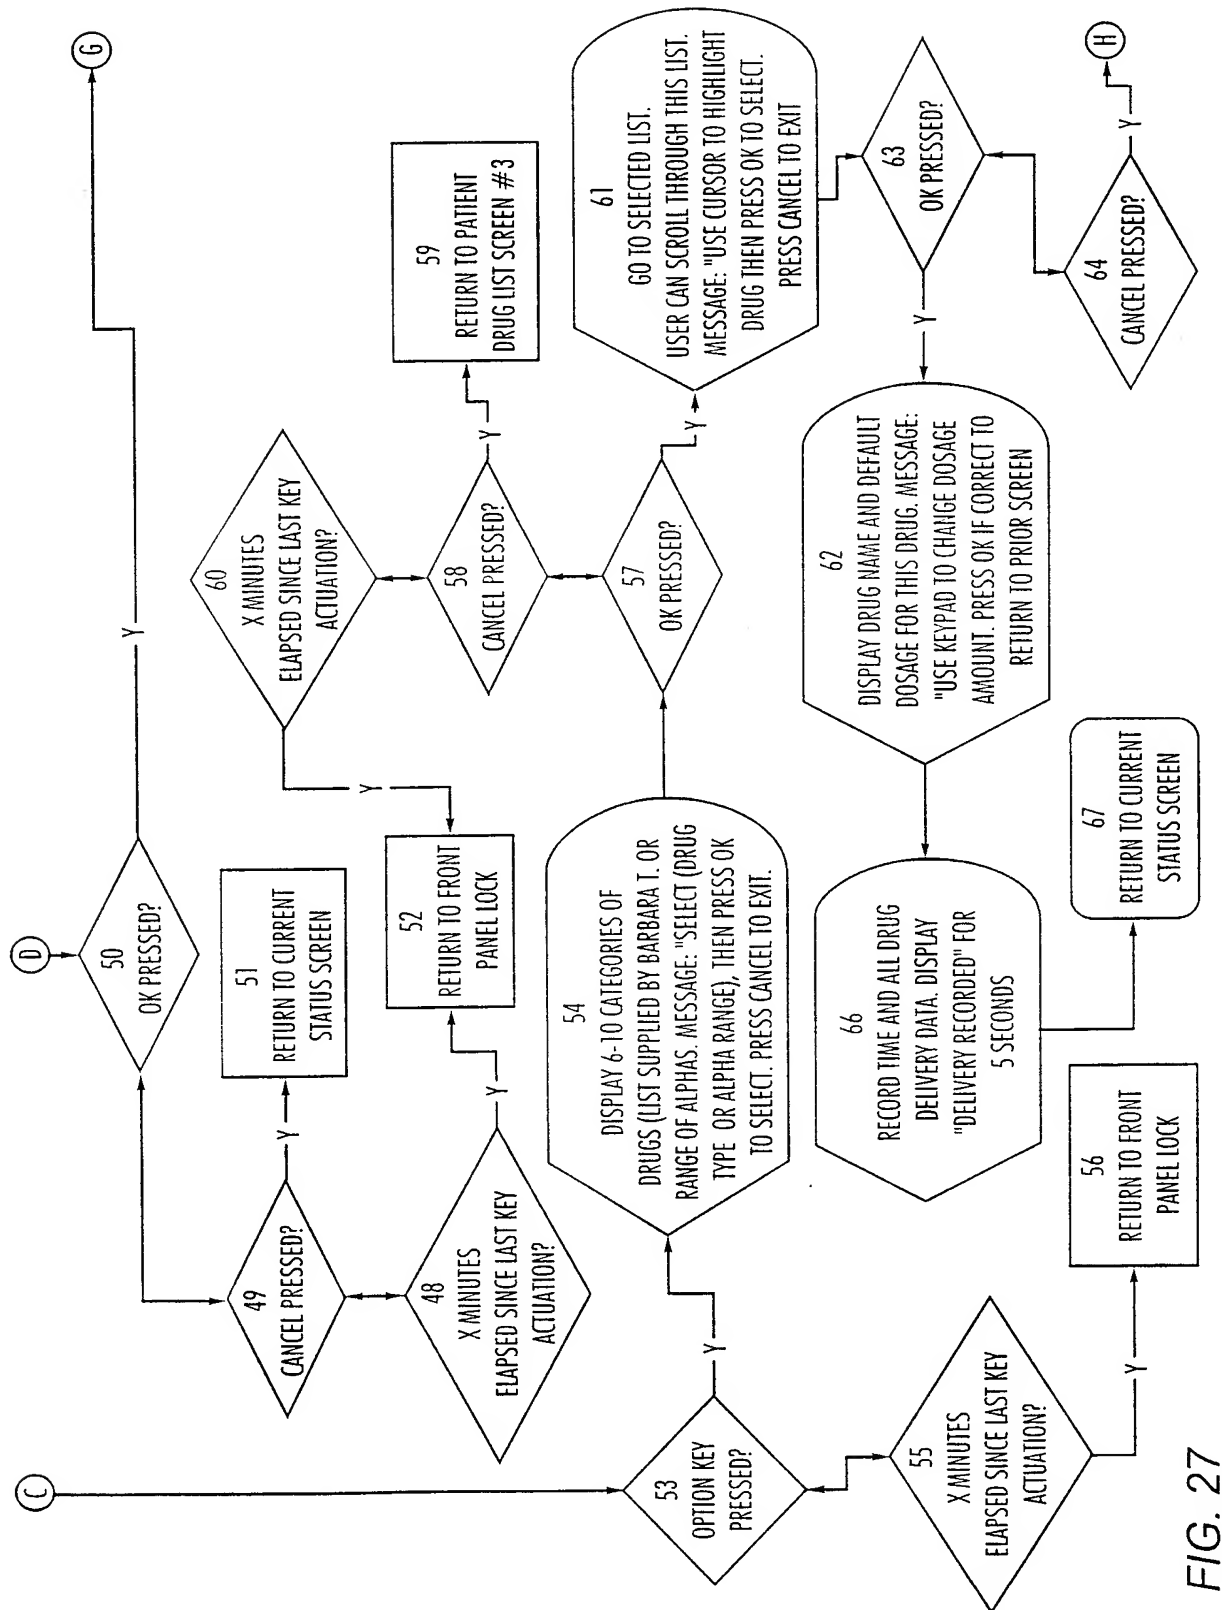 C
D
G
50
OK PRESSED?
Y
49
CANCEL PRESSED?
Y
51
RETURN TO CURRENT
STATUS SCREEN
48
X MINUTES
ELAPSED SINCE LAST KEY
ACTUATION?
Y
52
RETURN TO FRONT
PANEL LOCK
Y
60
X MINUTES
ELAPSED SINCE LAST KEY
ACTUATION?
58
CANCEL PRESSED?
Y
59
RETURN TO PATIENT
DRUG LIST SCREEN #3
53
OPTION KEY
PRESSED?
Y
54
DISPLAY 6-10 CATEGORIES OF
DRUGS (LIST SUPPLIED BY BARBARA T. OR
RANGE OF ALPHAS. MESSAGE: "SELECT (DRUG
TYPE OR ALPHA RANGE), THEN PRESS OK
TO SELECT. PRESS CANCEL TO EXIT.
57
OK PRESSED?
Y
61
GO TO SELECTED LIST.
USER CAN SCROLL THROUGH THIS LIST.
MESSAGE: "USE CURSOR TO HIGHLIGHT
DRUG THEN PRESS OK TO SELECT.
PRESS CANCEL TO EXIT
55
X MINUTES
ELAPSED SINCE LAST KEY
ACTUATION?
Y
56
RETURN TO FRONT
PANEL LOCK
66
RECORD TIME AND ALL DRUG
DELIVERY DATA. DISPLAY
"DELIVERY RECORDED" FOR
5 SECONDS
67
RETURN TO CURRENT
STATUS SCREEN
62
DISPLAY DRUG NAME AND DEFAULT
DOSAGE FOR THIS DRUG. MESSAGE:
"USE KEYPAD TO CHANGE DOSAGE
AMOUNT. PRESS OK IF CORRECT TO
RETURN TO PRIOR SCREEN
Y
63
OK PRESSED?
64
CANCEL PRESSED?
Y
H
FIG. 27